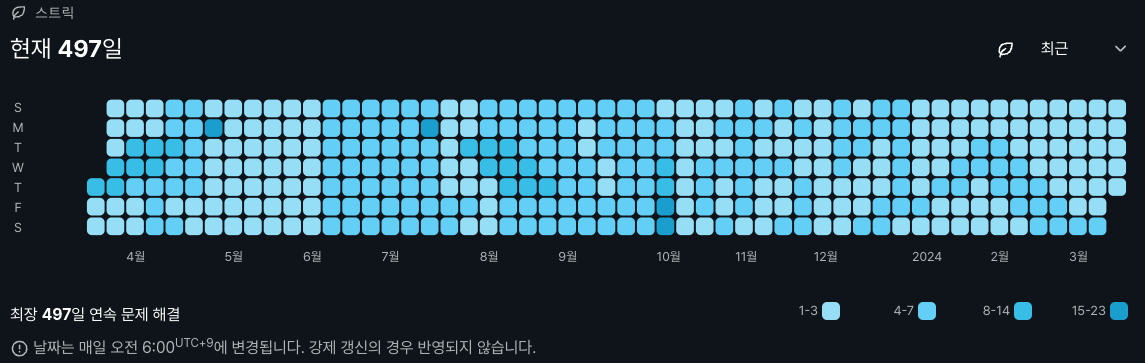 스트릭
현재 497일
최근
S
M
T
W
T
F
S
4월 5월 6월 7월 8월 9월 10월 11월 12월 2024 2월 3월
최장 497일 연속 문제 해결
1-3 4-7 8-14 15-23
날짜는 매일 오전 6:00UTC+9에 변경됩니다. 강제 갱신의 경우 반영되지 않습니다.